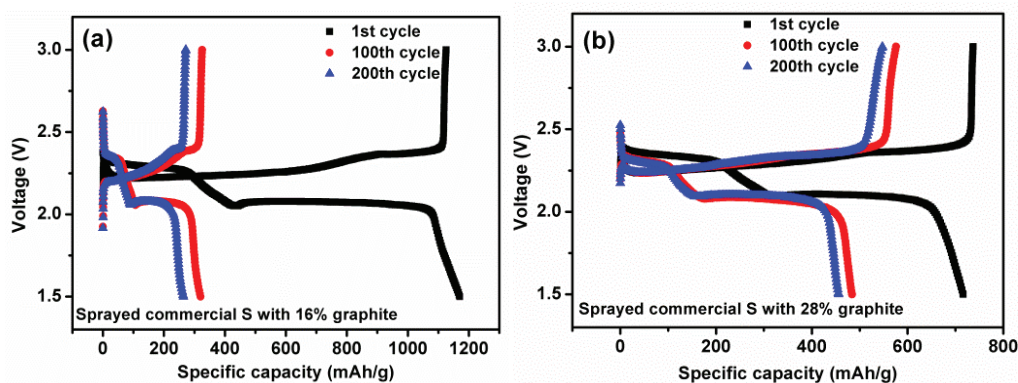 (a)
1st cycle
100th cycle
200th cycle
3.0
2.5
2.0
1.5
Voltage (V)
Sprayed commercial S with 16% graphite
0 200 400 600 800 1000 1200
Specific capacity (mAh/g)
(b)
1st cycle
100th cycle
200th cycle
3.0
2.5
2.0
1.5
Voltage (V)
Sprayed commercial S with 28% graphite
0 200 400 600 800
Specific capacity (mAh/g)